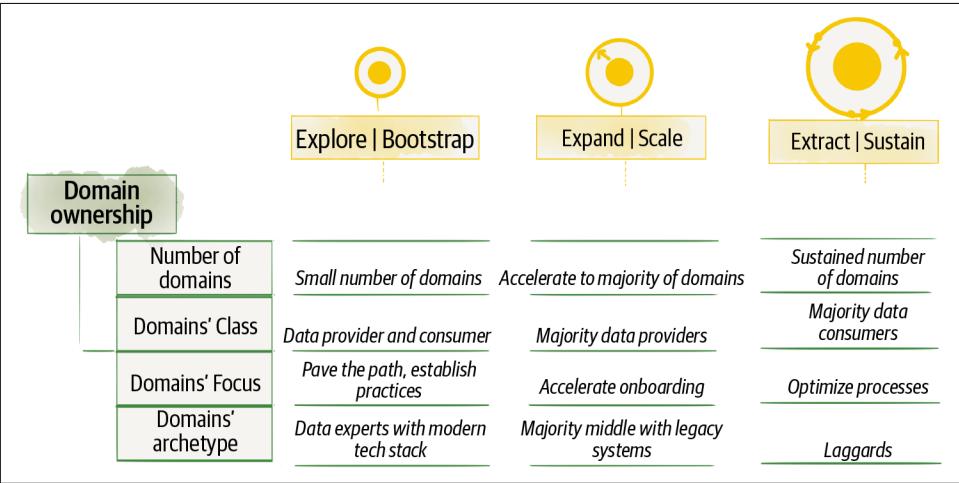 Explore | Bootstrap
Expand | Scale
Extract | Sustain
Domain
ownership
Number of
domains
Small number of domains
Accelerate to majority of domains
Sustained number
of domains
Domains' Class
Data provider and consumer
Majority data providers
Majority data
consumers
Domains' Focus
Pave the path, establish
practices
Accelerate onboarding
Optimize processes
Domains'
archetype
Data experts with modern
tech stack
Majority middle with legacy
systems
Laggards